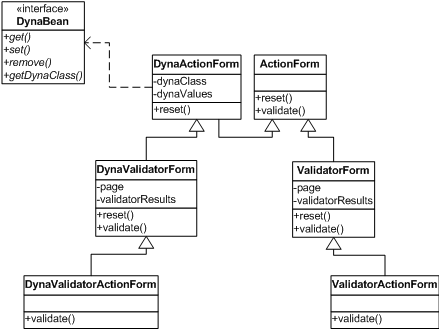 «interface»
DynaBean
+get()
+set()
+remove()
+getDynaClass()
DynaActionForm
-dynaClass
-dynaValues
+reset()
ActionForm
+reset()
+validate()
DynaValidatorForm
-page
-validatorResults
+reset()
+validate()
ValidatorForm
-page
-validatorResults
+reset()
+validate()
DynaValidatorActionForm
+validate()
ValidatorActionForm
+validate()